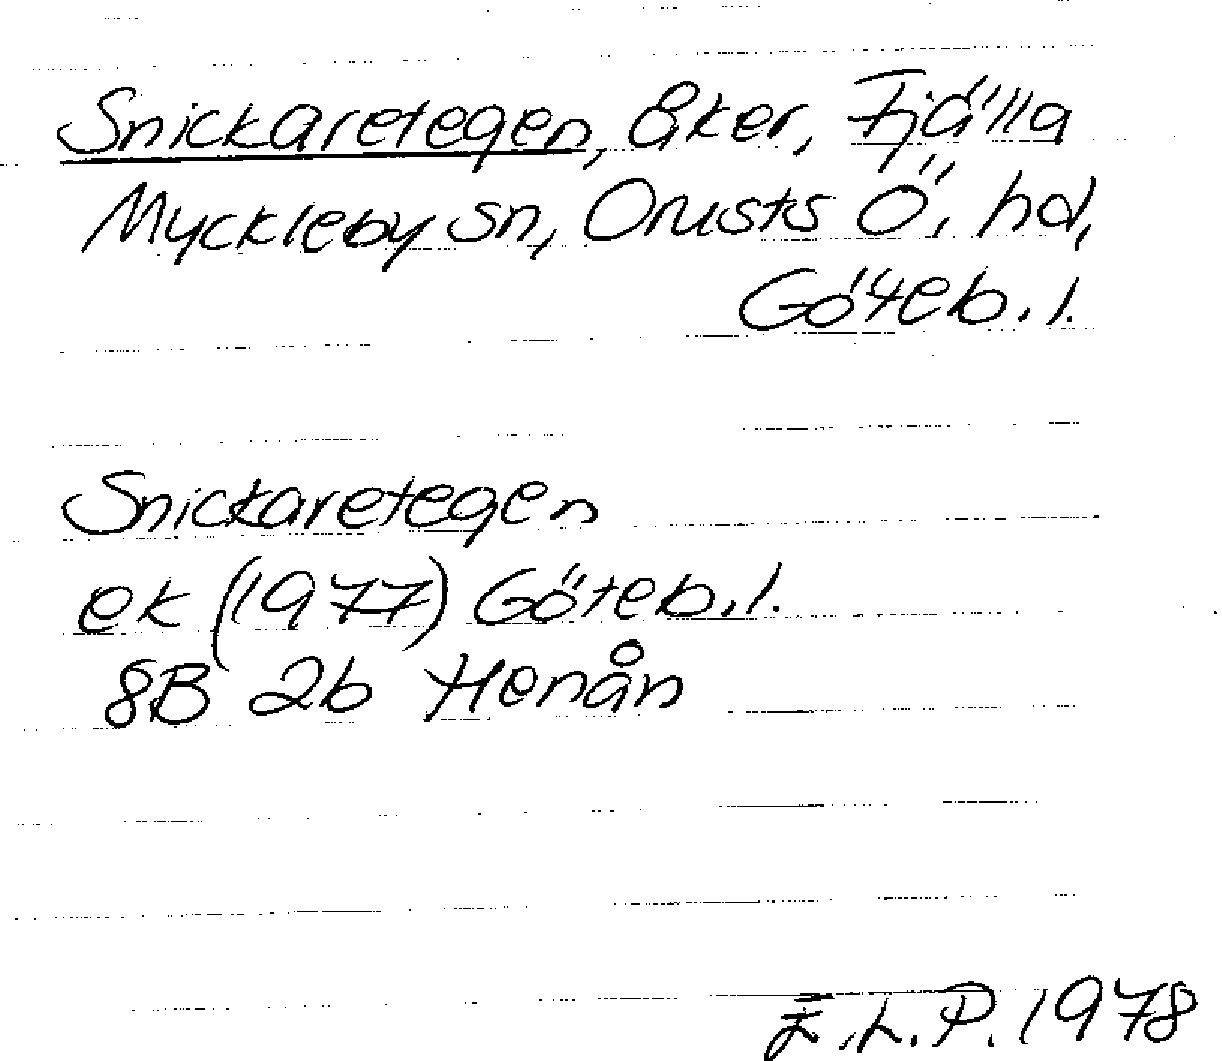 Snickaretegen, åker, Fjälla
Myckleby sn, Orusts Ö, hd,
Göteb. l.
Snickaretegen
ek (1977) Göteb. l.
8B 2b Henån
F.L.P. 1978